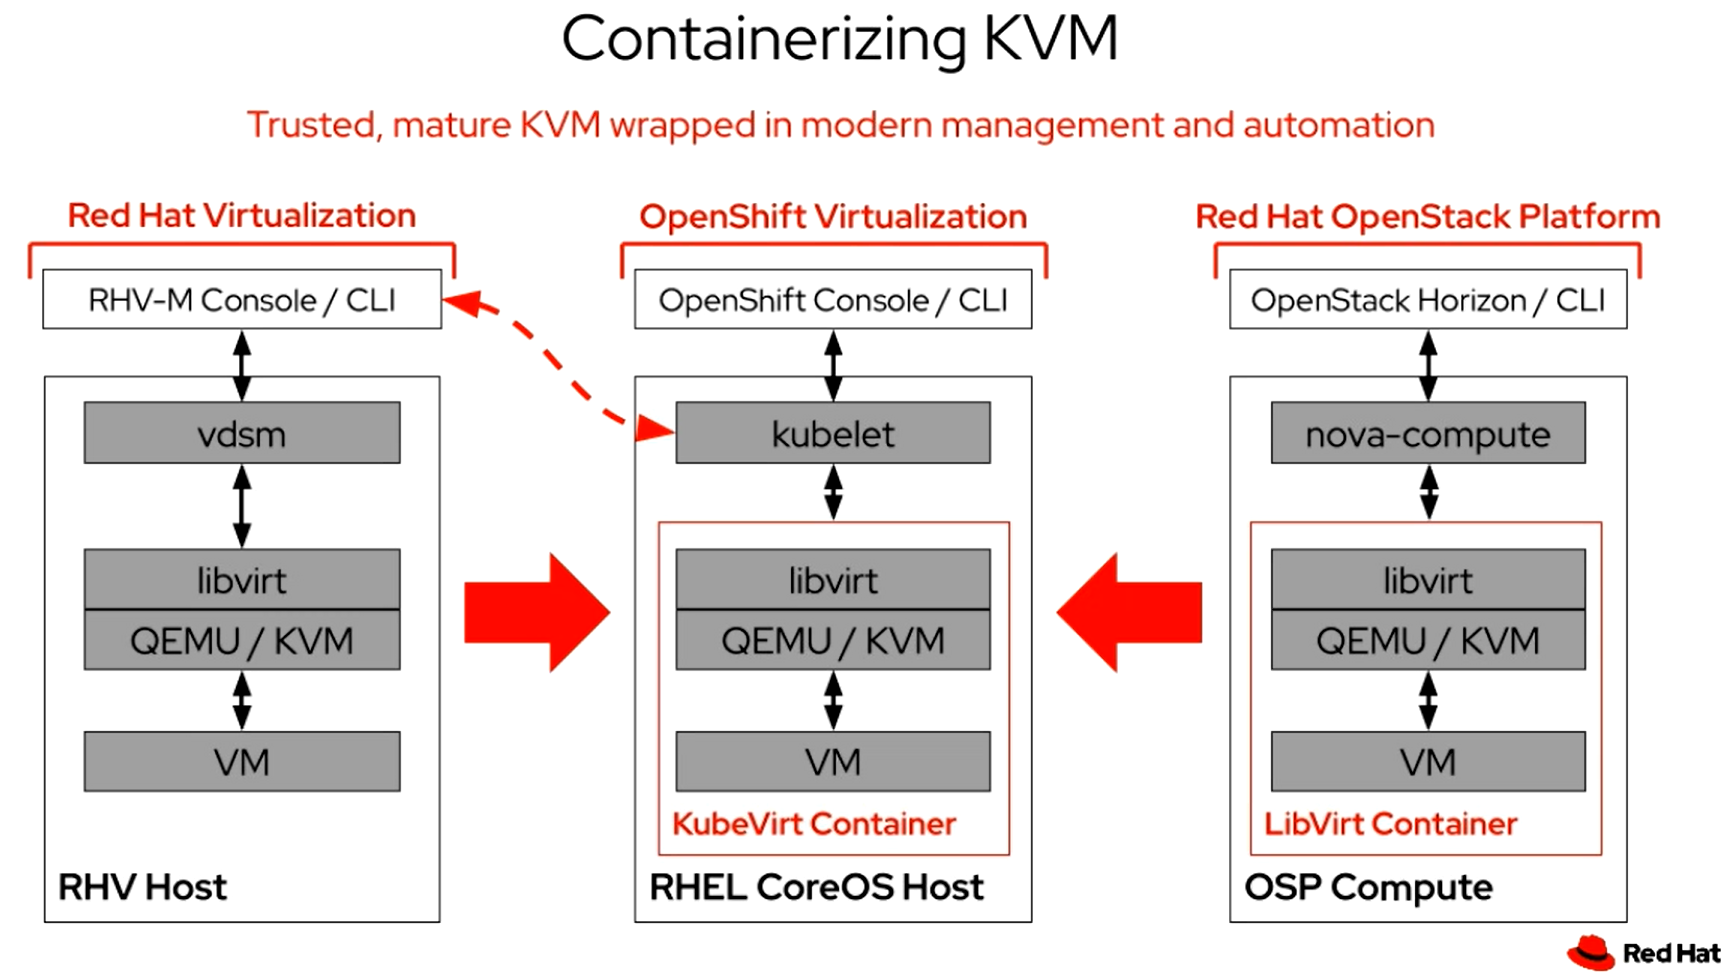 Containerizing KVM
Trusted, mature KVM wrapped in modern management and automation
Red Hat Virtualization
RHV-M Console / CLI
vdsm
libvirt
QEMU / KVM
VM
RHV Host
OpenShift Virtualization
OpenShift Console / CLI
kubelet
libvirt
QEMU / KVM
VM
KubeVirt Container
RHEL CoreOS Host
Red Hat OpenStack Platform
OpenStack Horizon / CLI
nova-compute
libvirt
QEMU / KVM
VM
LibVirt Container
OSP Compute
Red Hat